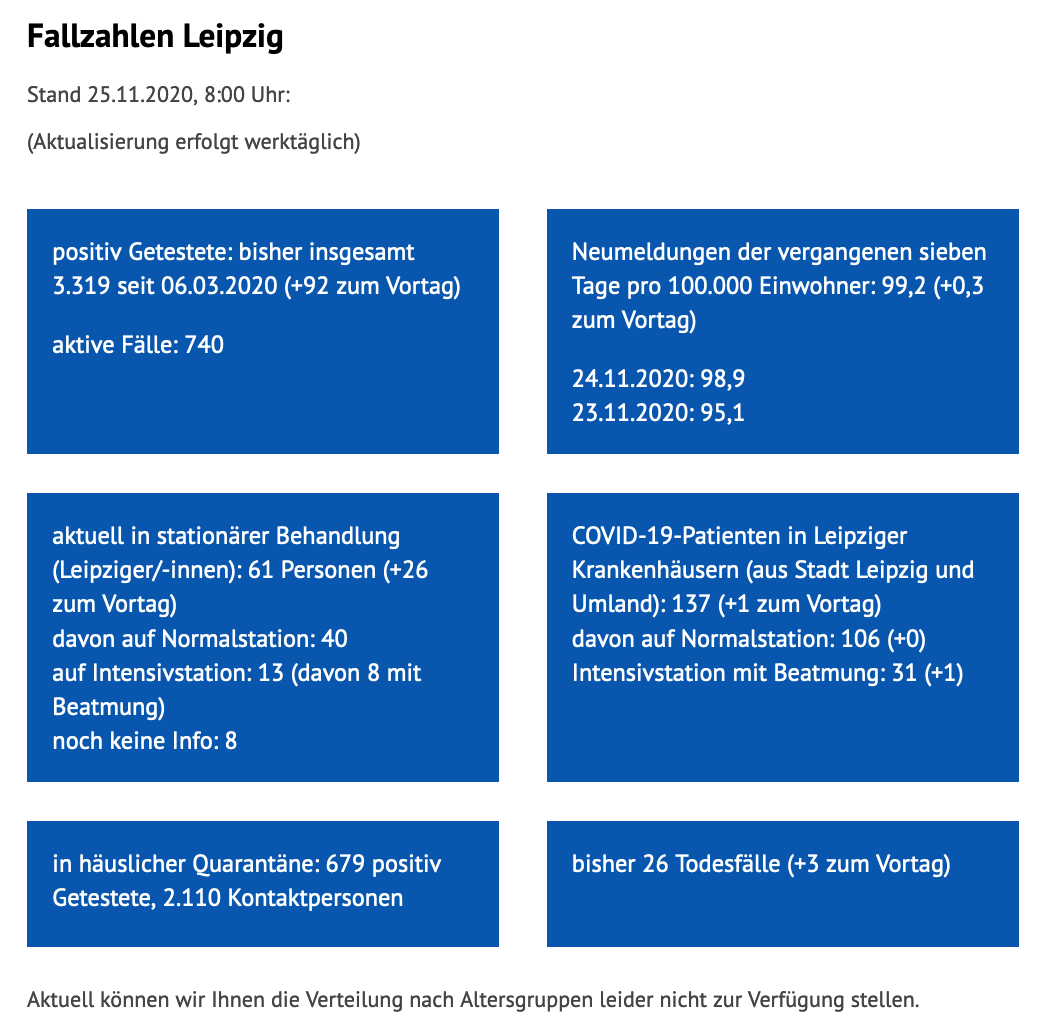 Fallzahlen Leipzig
Stand 25.11.2020, 8:00 Uhr:
(Aktualisierung erfolgt werktäglich)
positiv Getestete: bisher insgesamt
3.319 seit 06.03.2020 (+92 zum Vortag)
aktive Fälle: 740
Neumeldungen der vergangenen sieben
Tage pro 100.000 Einwohner: 99,2 (+0,3
zum Vortag)
24.11.2020: 98,9
23.11.2020: 95,1
aktuell in stationärer Behandlung
(Leipziger/-innen): 61 Personen (+26
zum Vortag)
davon auf Normalstation: 40
auf Intensivstation: 13 (davon 8 mit
Beatmung)
noch keine Info: 8
COVID-19-Patienten in Leipziger
Krankenhäusern (aus Stadt Leipzig und
Umland): 137 (+1 zum Vortag)
davon auf Normalstation: 106 (+0)
Intensivstation mit Beatmung: 31 (+1)
in häuslicher Quarantäne: 679 positiv
Getestete, 2.110 Kontaktpersonen
bisher 26 Todesfälle (+3 zum Vortag)
Aktuell können wir Ihnen die Verteilung nach Altersgruppen leider nicht zur Verfügung stellen.